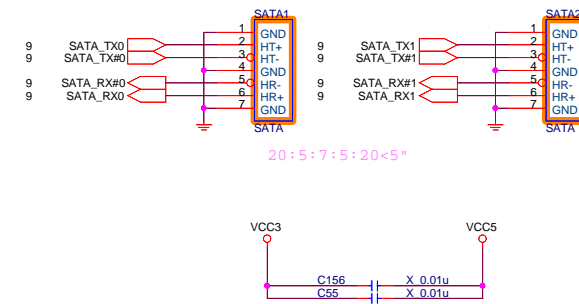 SATA1 SATA2
1 GND 1 GND
9 SATA_TX0 2 HT+ 9 SATA_TX1 2 HT+
9 SATA_TX#0 3 HT- 9 SATA_TX#1 3 HT-
4 GND 4 GND
9 SATA_RX#0 5 HR- 9 SATA_RX#1 5 HR-
9 SATA_RX0 6 HR+ 9 SATA_RX1 6 HR+
7 GND 7 GND
SATA SATA
20:5:7:5:20<5"
VCC3 VCC5
C156 X_0.01u
C55 X_0.01u